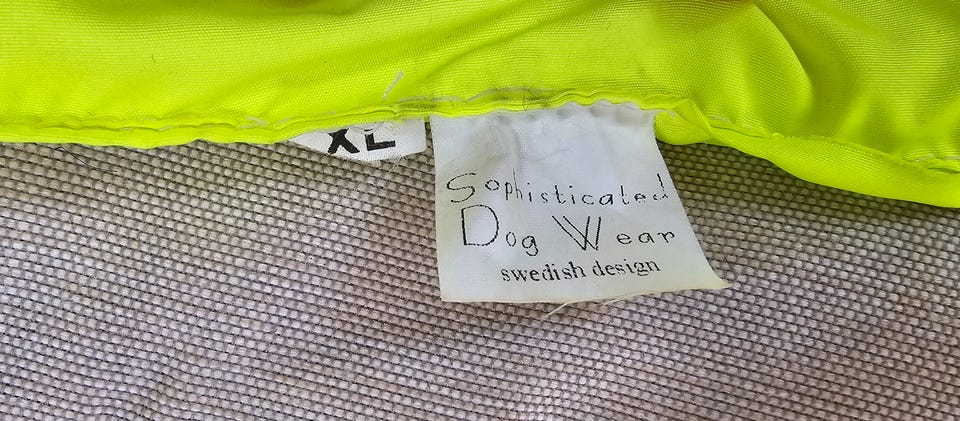 XL
Sophisticated
Dog Wear
swedish design